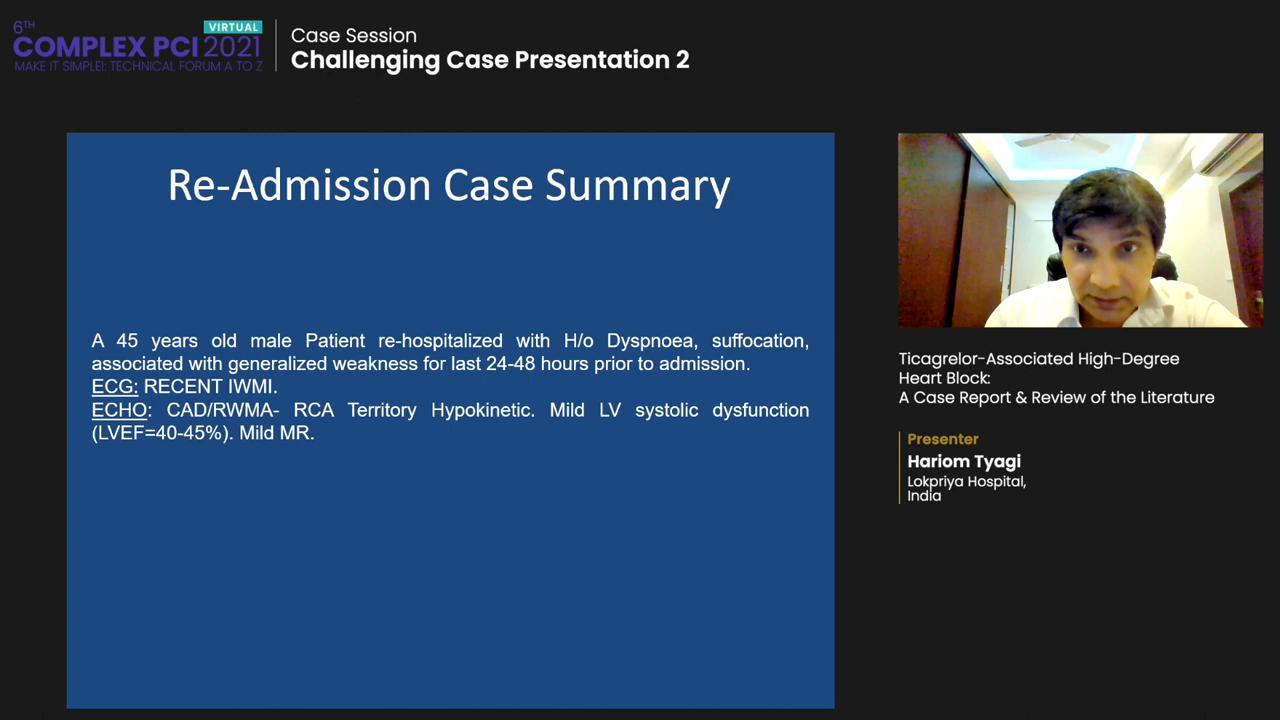 6TH
VIRTUAL
COMPLEX PCI 2021
MAKE IT SIMPLE!: TECHNICAL FORUM A TO Z
Case Session
Challenging Case Presentation 2
Re-Admission Case Summary
A 45 years old male Patient re-hospitalized with H/o Dyspnoea, suffocation,
associated with generalized weakness for last 24-48 hours prior to admission.
ECG: RECENT IWMI.
ECHO: CAD/RWMA- RCA Territory Hypokinetic. Mild LV systolic dysfunction
(LVEF=40-45%). Mild MR.
Ticagrelor-Associated High-Degree
Heart Block:
A Case Report & Review of the Literature
Presenter
Hariom Tyagi
Lokpriya Hospital,
India